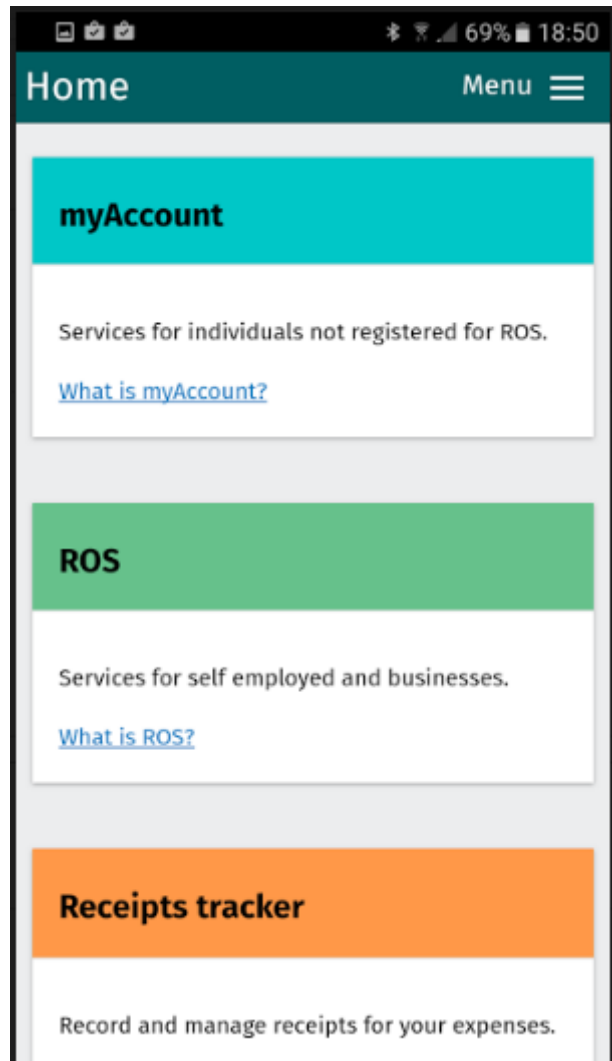 69% 18:50
Home Menu
myAccount
Services for individuals not registered for ROS.
What is myAccount?
ROS
Services for self employed and businesses.
What is ROS?
Receipts tracker
Record and manage receipts for your expenses.